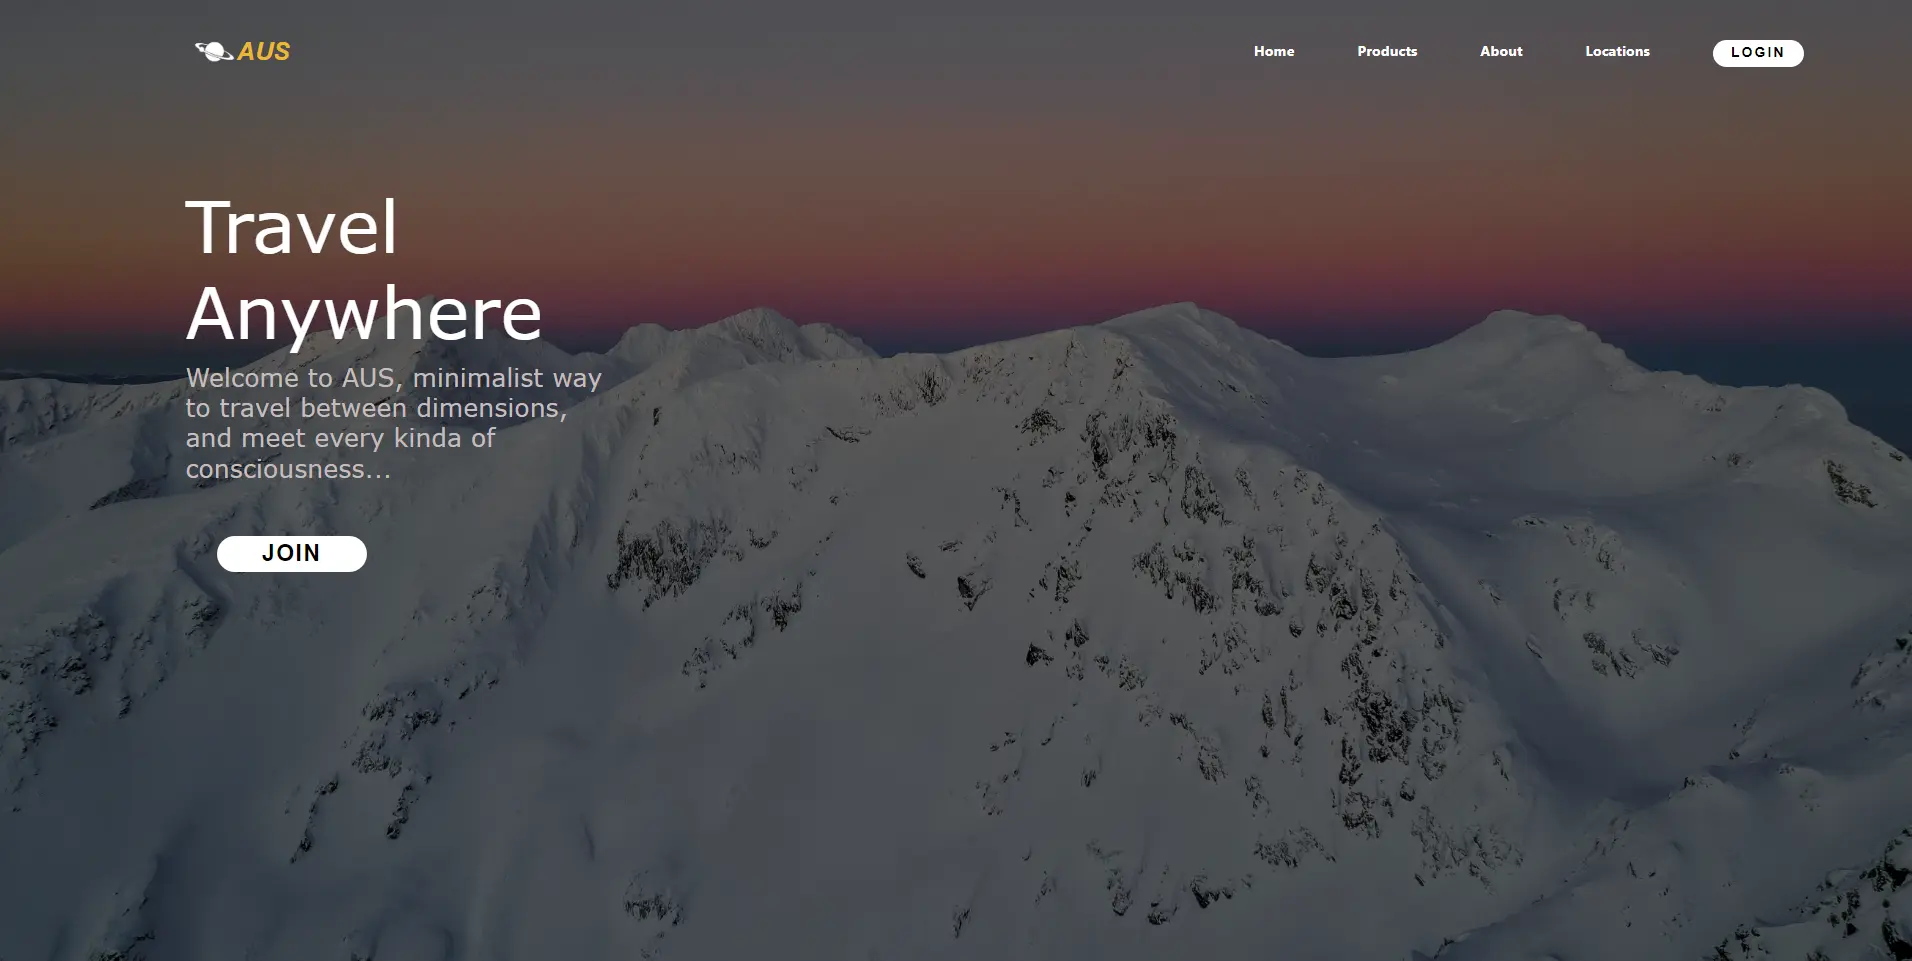 AUS
Home
Products
About
Locations
LOGIN
Travel
Anywhere
Welcome to AUS, minimalist way
to travel between dimensions,
and meet every kinda of
consciousness...
JOIN